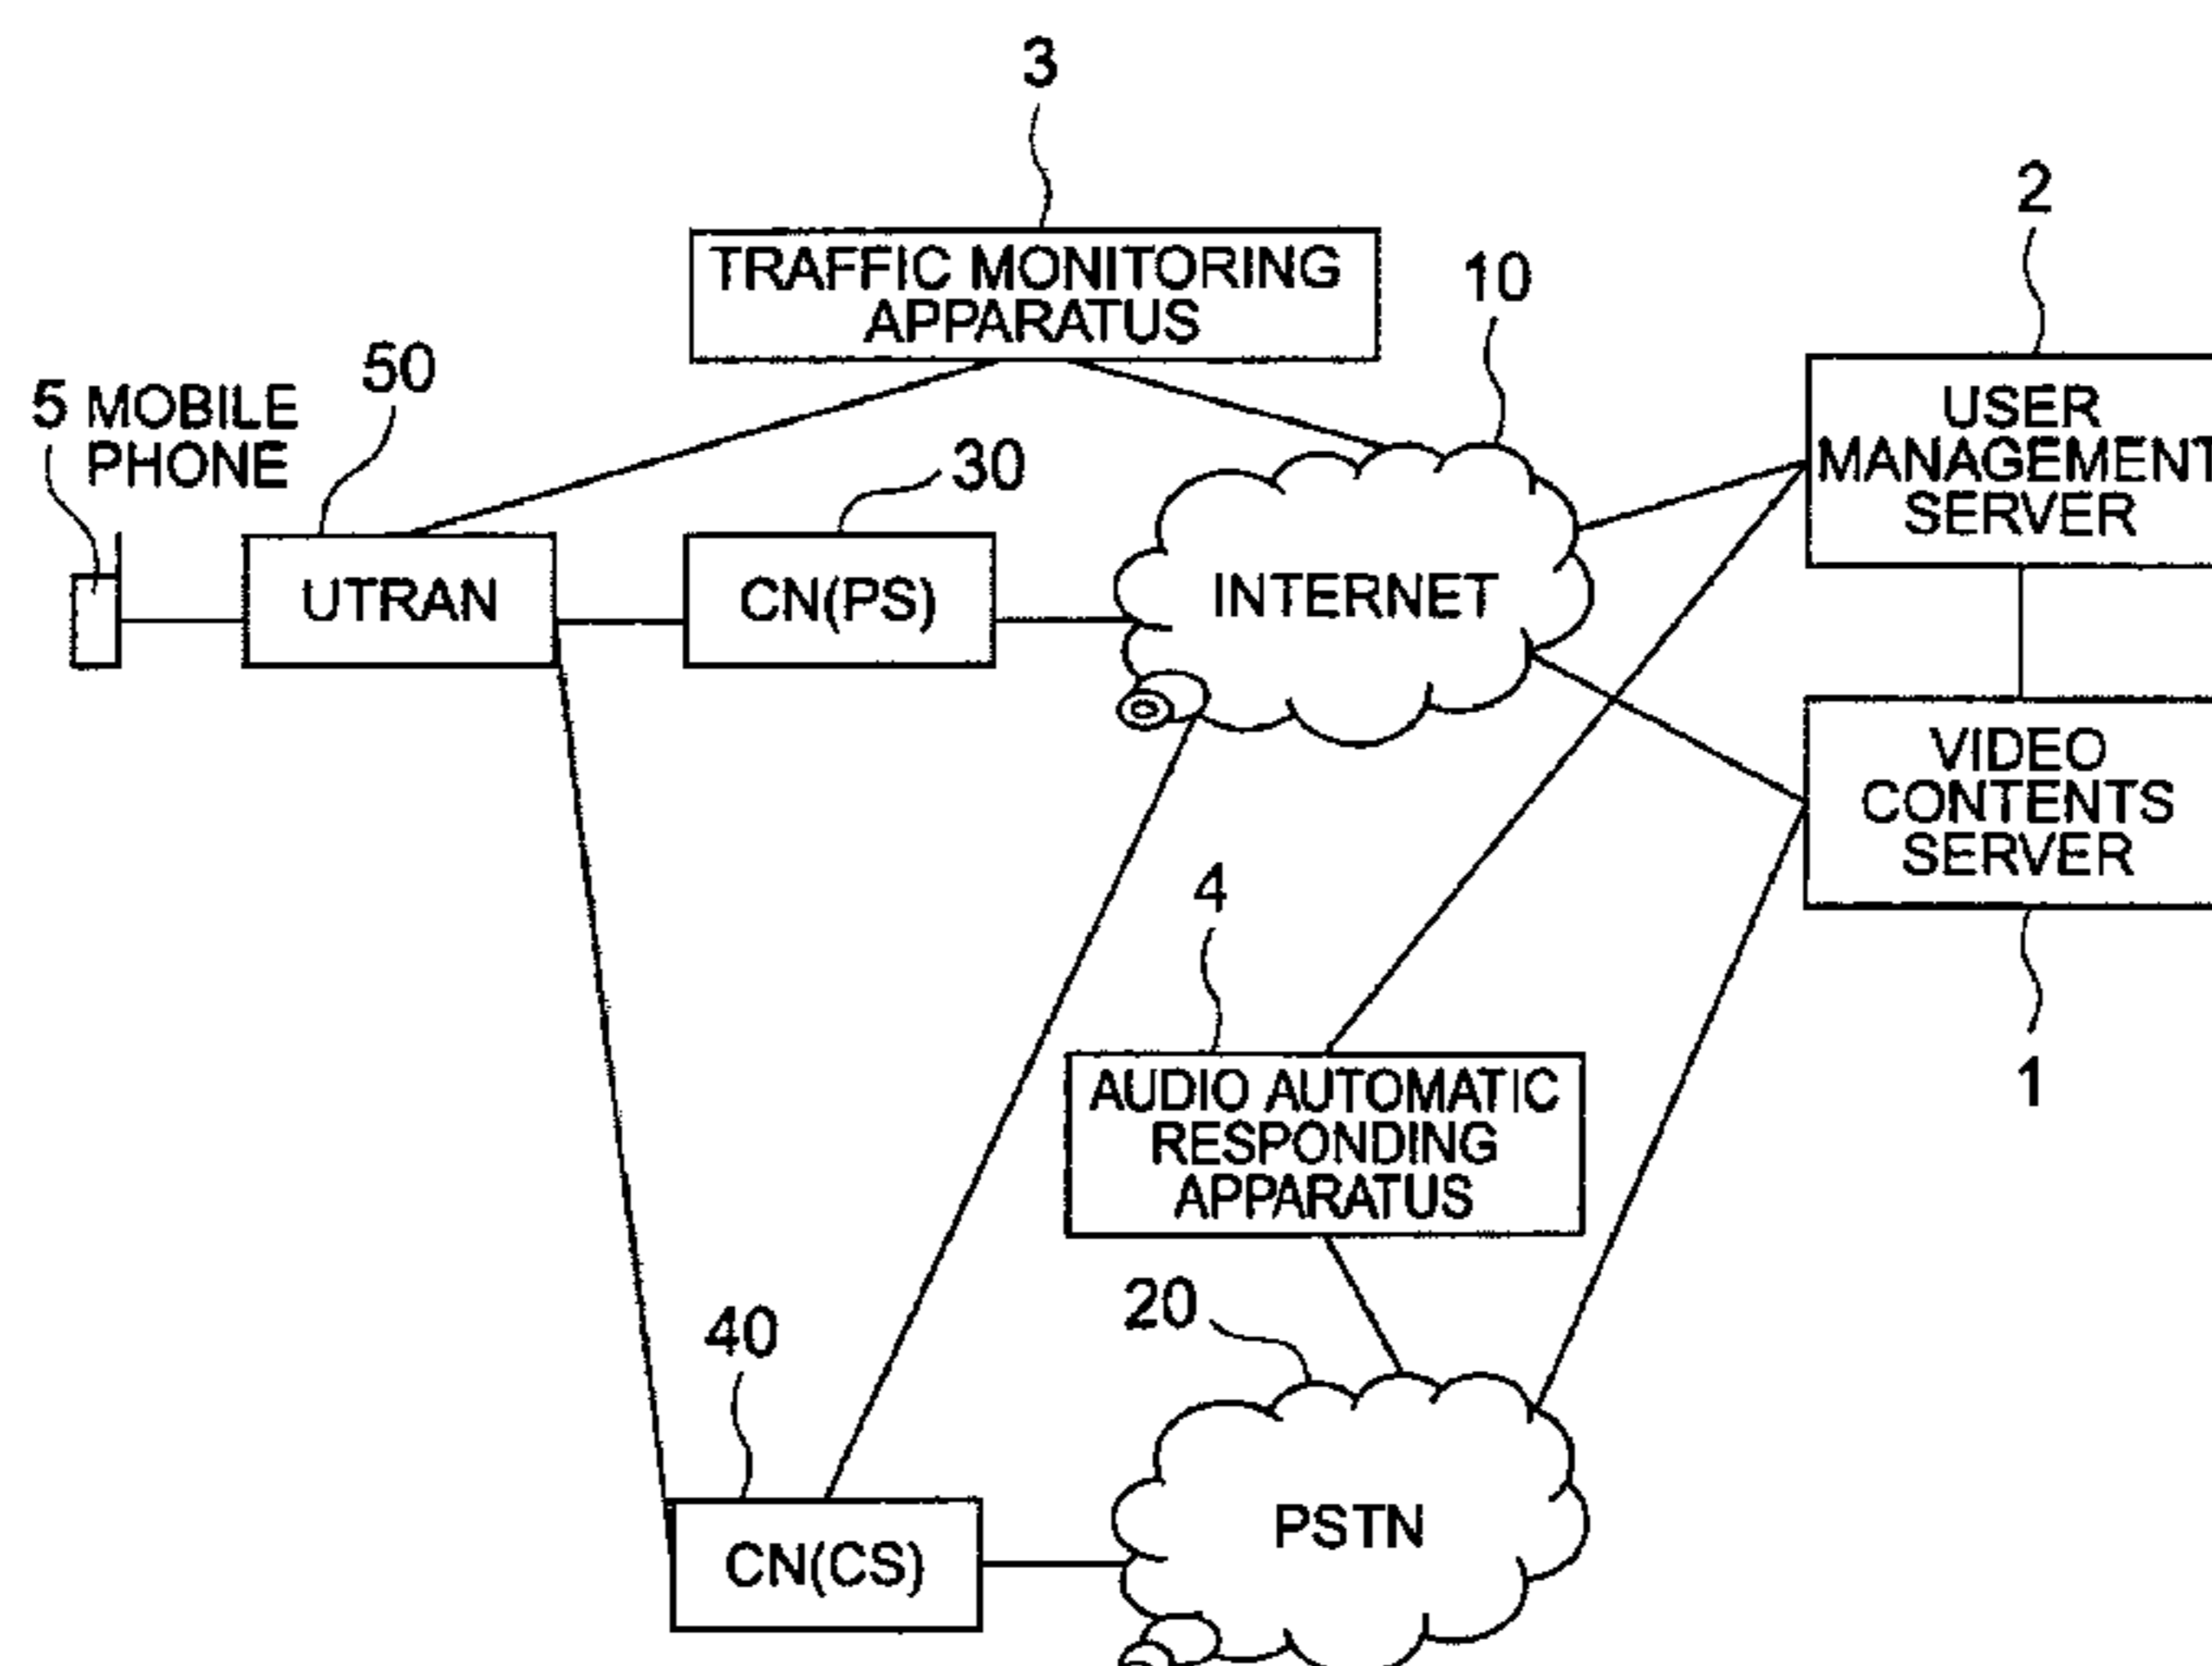 3
2
TRAFFIC MONITORING
APPARATUS
10
50
5 MOBILE
PHONE
USER
MANAGEMENT
SERVER
30
UTRAN
CN(PS)
INTERNET
VIDEO
CONTENTS
SERVER
4
1
AUDIO AUTOMATIC
RESPONDING
APPARATUS
20
40
PSTN
CN(CS)